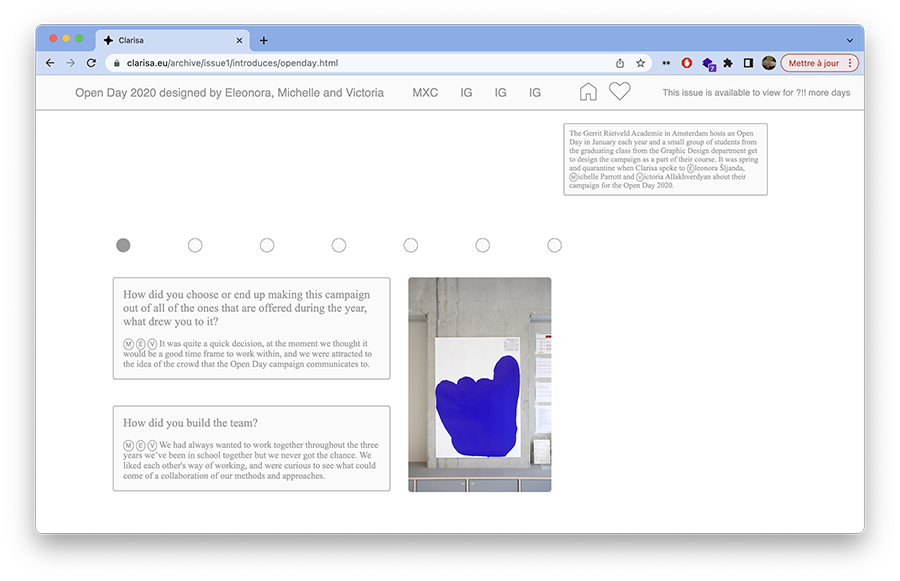 Clarisa
clarisa.eu/archive/issue1/introduces/openday.html
7
Mettre à jour
Open Day 2020 designed by Eleonora, Michelle and Victoria
MXC
IG
IG
IG
This issue is available to view for ?!! more days
The Gerrit Rietveld Academie in Amsterdam hosts an Open
Day in January each year and a small group of students from
the graduating class from the Graphic Design department get
to design the campaign as a part of their course. It was spring
and quarantine when Clarisa spoke to Ⓔleonora Šljanda,
Ⓜichelle Parrott and Ⓥictoria Allakhverdyan about their
campaign for the Open Day 2020.
How did you choose or end up making this campaign
out of all of the ones that are offered during the year,
what drew you to it?
Ⓜ Ⓔ Ⓥ It was quite a quick decision, at the moment we thought it
would be a good time frame to work within, and we were attracted to
the idea of the crowd that the Open Day campaign communicates to.
How did you build the team?
Ⓜ Ⓔ Ⓥ We had always wanted to work together throughout the three
years we've been in school together but we never got the chance. We
liked each other's way of working, and were curious to see what could
come of a collaboration of our methods and approaches.